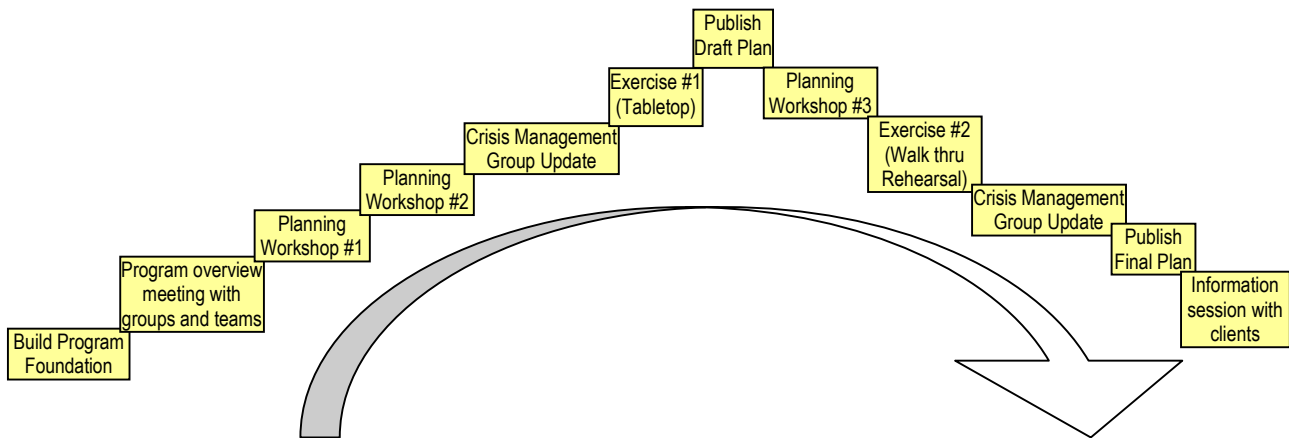 Build Program
Foundation
Program overview
meeting with
groups and teams
Planning
Workshop #1
Planning
Workshop #2
Crisis Management
Group Update
Exercise #1
(Tabletop)
Publish
Draft Plan
Planning
Workshop #3
Exercise #2
(Walk thru
Rehearsal)
Crisis Management
Group Update
Publish
Final Plan
Information
session with
clients